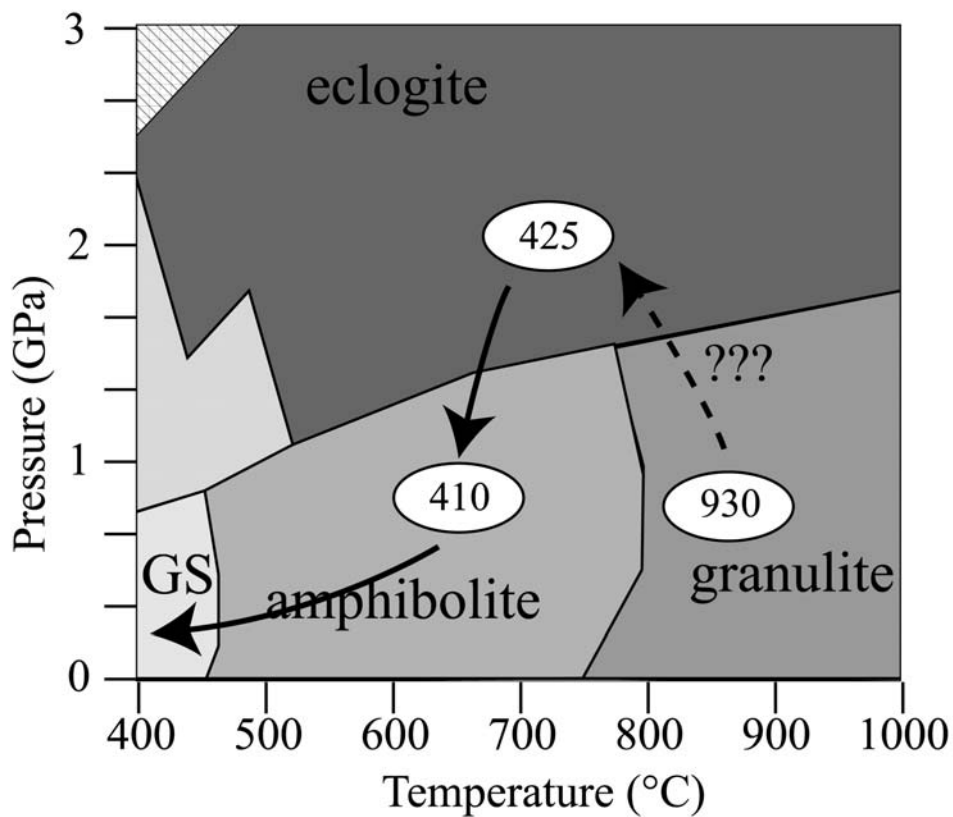 3
eclogite
425
2
???
1
410
930
GS
granulite
amphibolite
0
400 500 600 700 800 900 1000
Temperature (°C)
Pressure (GPa)